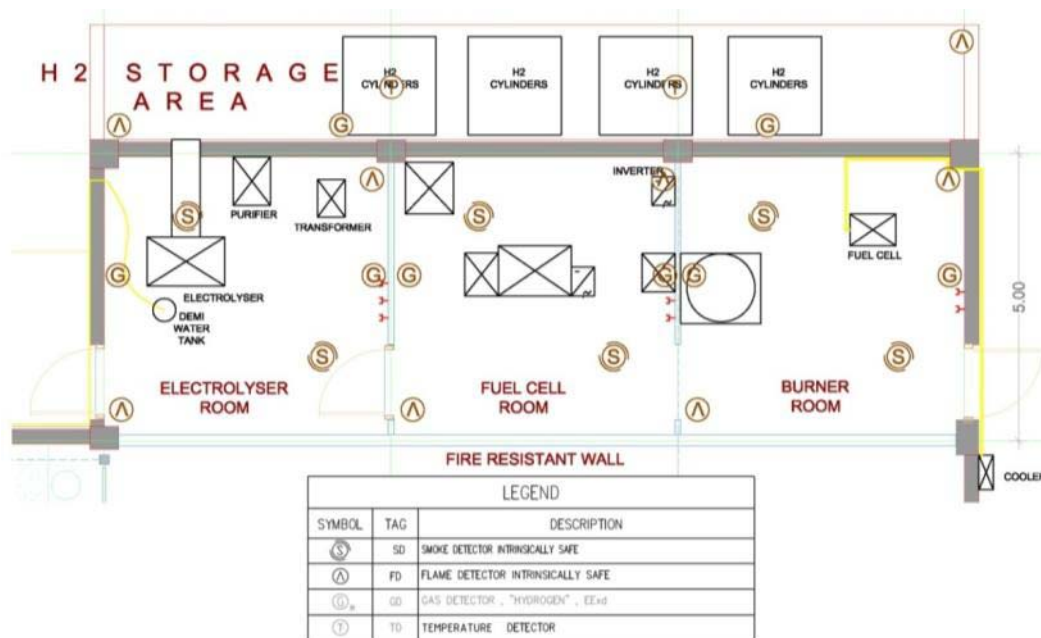 H2 STORAGE
AREA
H2
CYLINDERS
H2
CYLINDERS
H2
CYLINDERS
H2
CYLINDERS
Λ
Λ
G
T
T
G
PURIFIER
TRANSFORMER
INVERTER
FUEL CELL
S
S
S
Λ
Λ
Λ
G
G
G
G
G
G
ELECTROLYSER
DEMI
WATER
TANK
5.00
S
S
S
ELECTROLYSER
ROOM
FUEL CELL
ROOM
BURNER
ROOM
Λ
Λ
Λ
FIRE RESISTANT WALL
COOLER
LEGEND
SYMBOL TAG DESCRIPTION
S SD SMOKE DETECTOR INTRINSICALLY SAFE
Λ FD FLAME DETECTOR INTRINSICALLY SAFE
G GD GAS DETECTOR , "HYDROGEN" , EExd
T TD TEMPERATURE DETECTOR